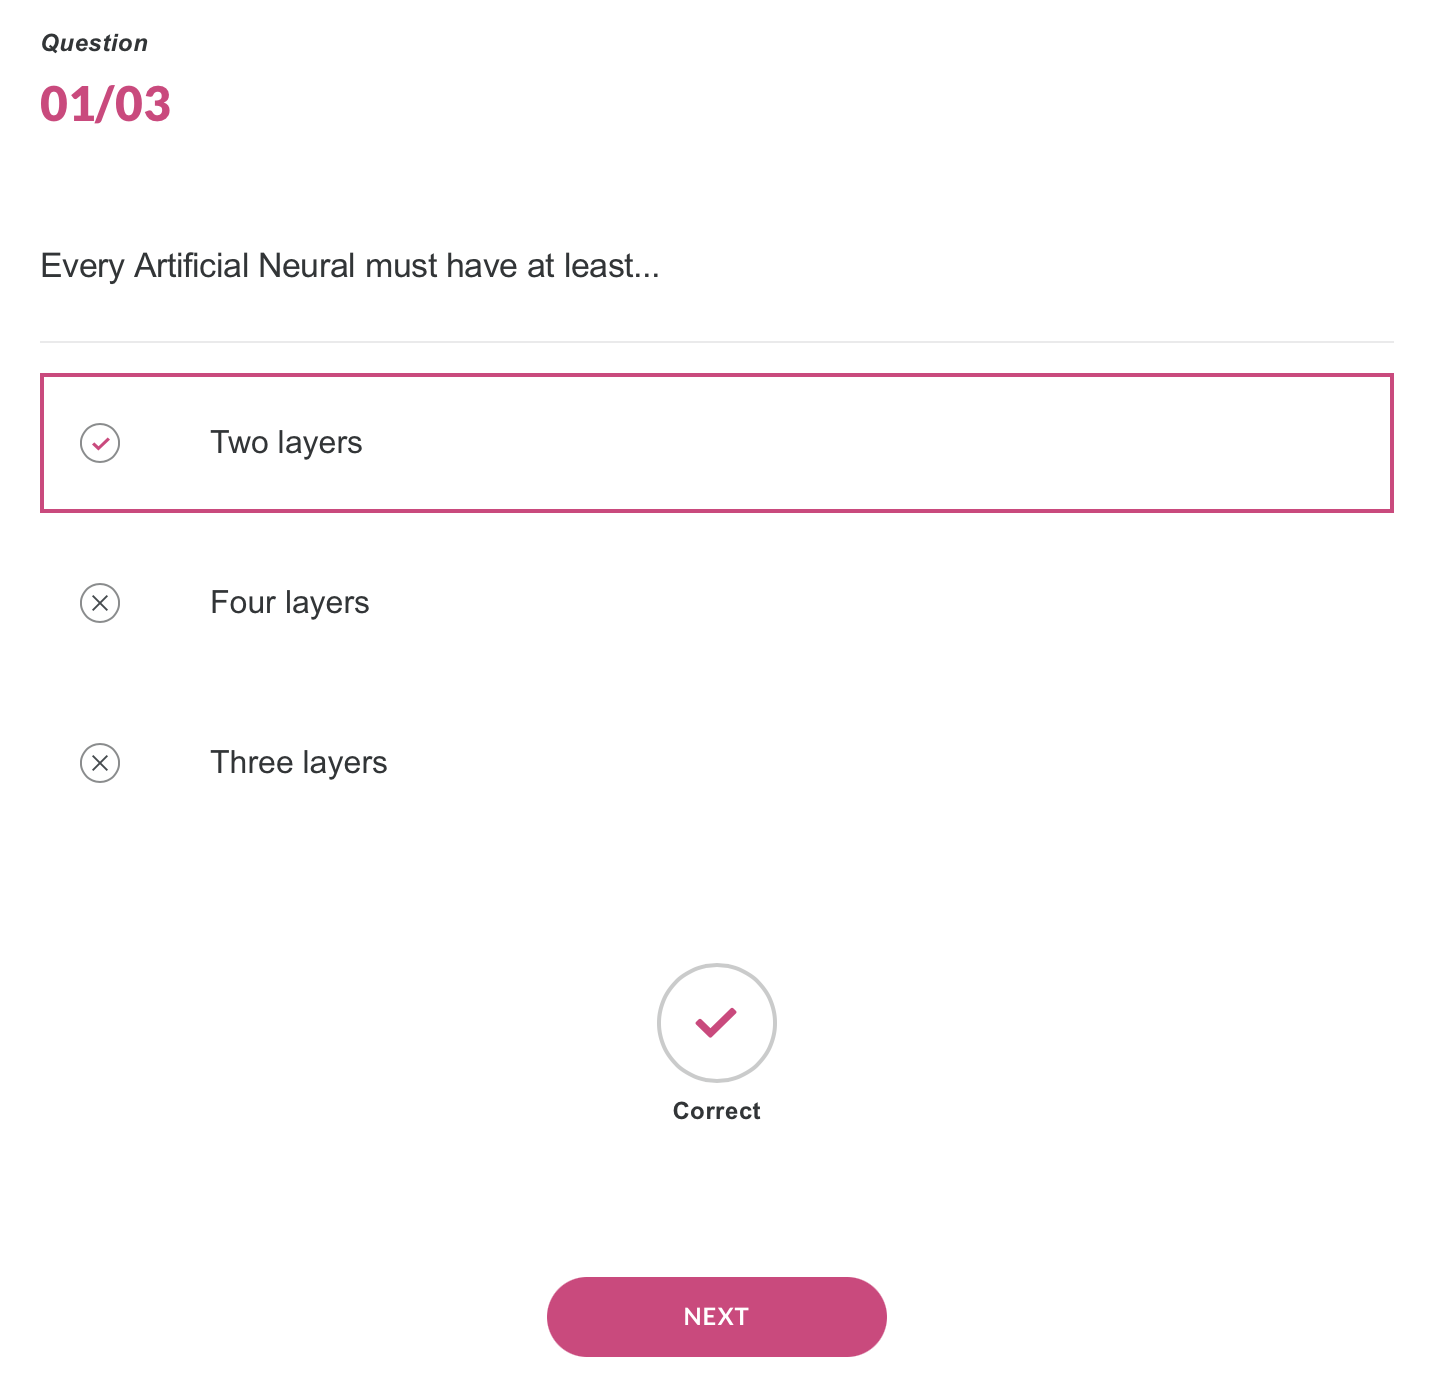 Question
01/03
Every Artificial Neural must have at least...
Two layers
Four layers
Three layers
Correct
NEXT